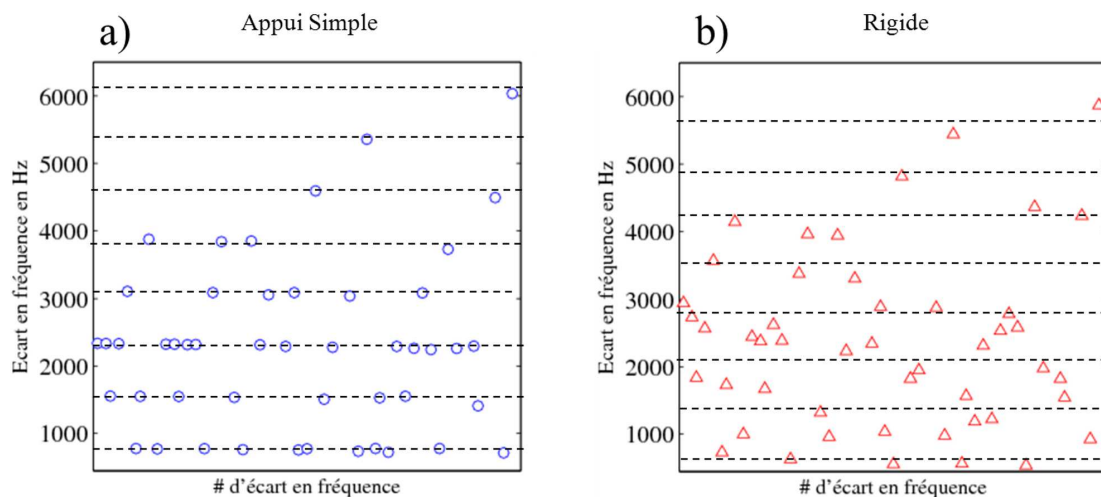 a)
Appui Simple
Ecart en fréquence en Hz
6000
5000
4000
3000
2000
1000
# d'écart en fréquence
b)
Rigide
Ecart en fréquence en Hz
6000
5000
4000
3000
2000
1000
# d'écart en fréquence